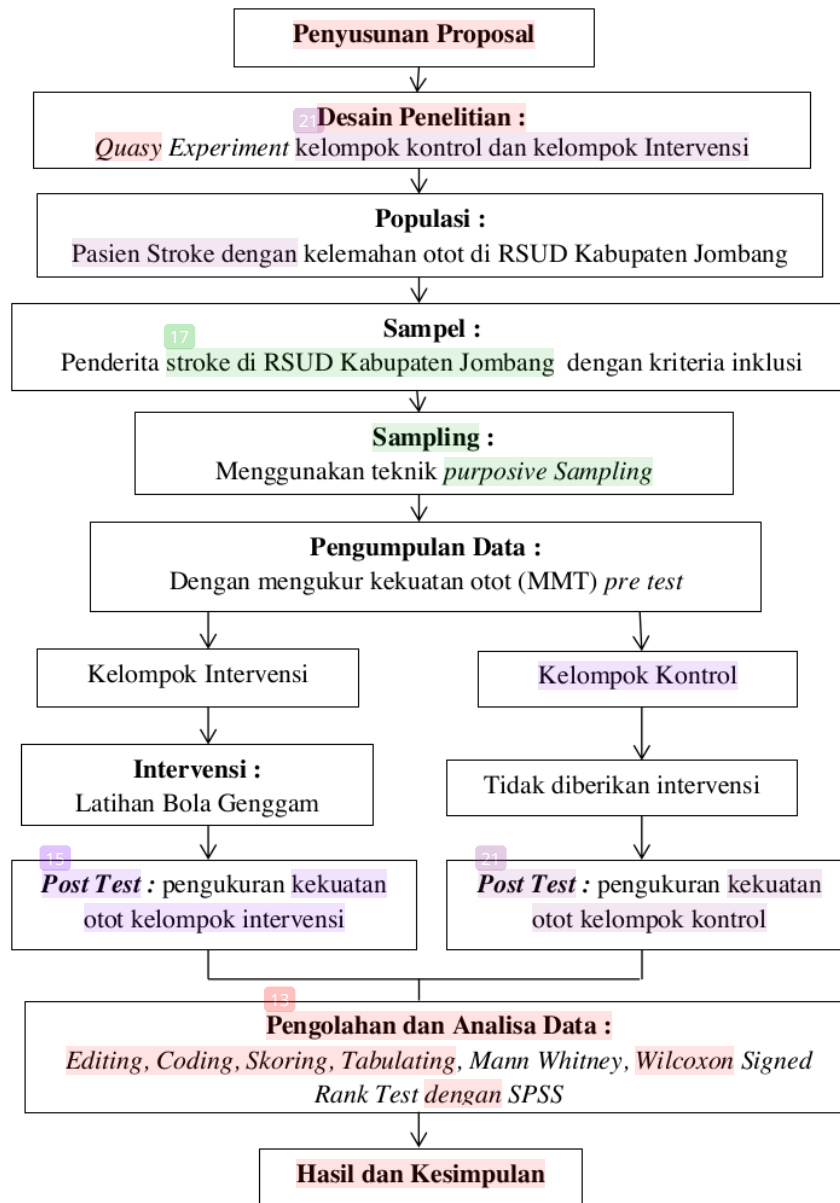 Penyusunan Proposal
21
Desain Penelitian :
Quasy Experiment kelompok kontrol dan kelompok Intervensi
Populasi :
Pasien Stroke dengan kelemahan otot di RSUD Kabupaten Jombang
Sampel :
17
Penderita stroke di RSUD Kabupaten Jombang dengan kriteria inklusi
Sampling :
Menggunakan teknik purposive Sampling
Pengumpulan Data :
Dengan mengukur kekuatan otot (MMT) pre test
Kelompok Intervensi
Kelompok Kontrol
Intervensi :
Latihan Bola Genggam
Tidak diberikan intervensi
15
Post Test : pengukuran kekuatan
otot kelompok intervensi
21
Post Test : pengukuran kekuatan
otot kelompok kontrol
13
Pengolahan dan Analisa Data :
Editing, Coding, Skoring, Tabulating, Mann Whitney, Wilcoxon Signed
Rank Test dengan SPSS
Hasil dan Kesimpulan